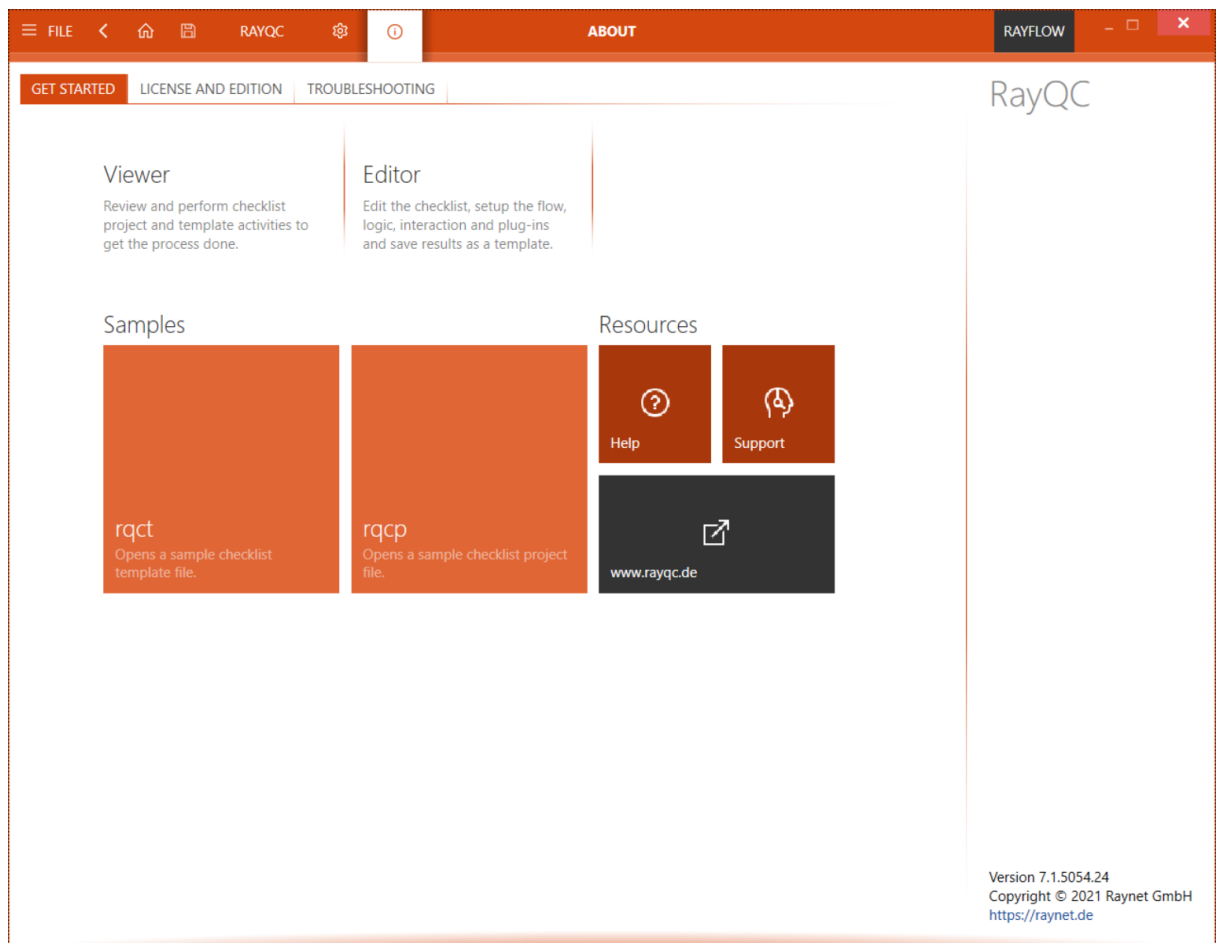 FILE
RAYQC
ABOUT
RAYFLOW
GET STARTED
LICENSE AND EDITION
TROUBLESHOOTING
RayQC
Viewer
Review and perform checklist
project and template activities to
get the process done.
Editor
Edit the checklist, setup the flow,
logic, interaction and plug-ins
and save results as a template.
Samples
rqct
Opens a sample checklist
template file.
rqcp
Opens a sample checklist project
file.
Resources
Help
Support
www.rayqc.de
Version 7.1.5054.24
Copyright © 2021 Raynet GmbH
https://raynet.de